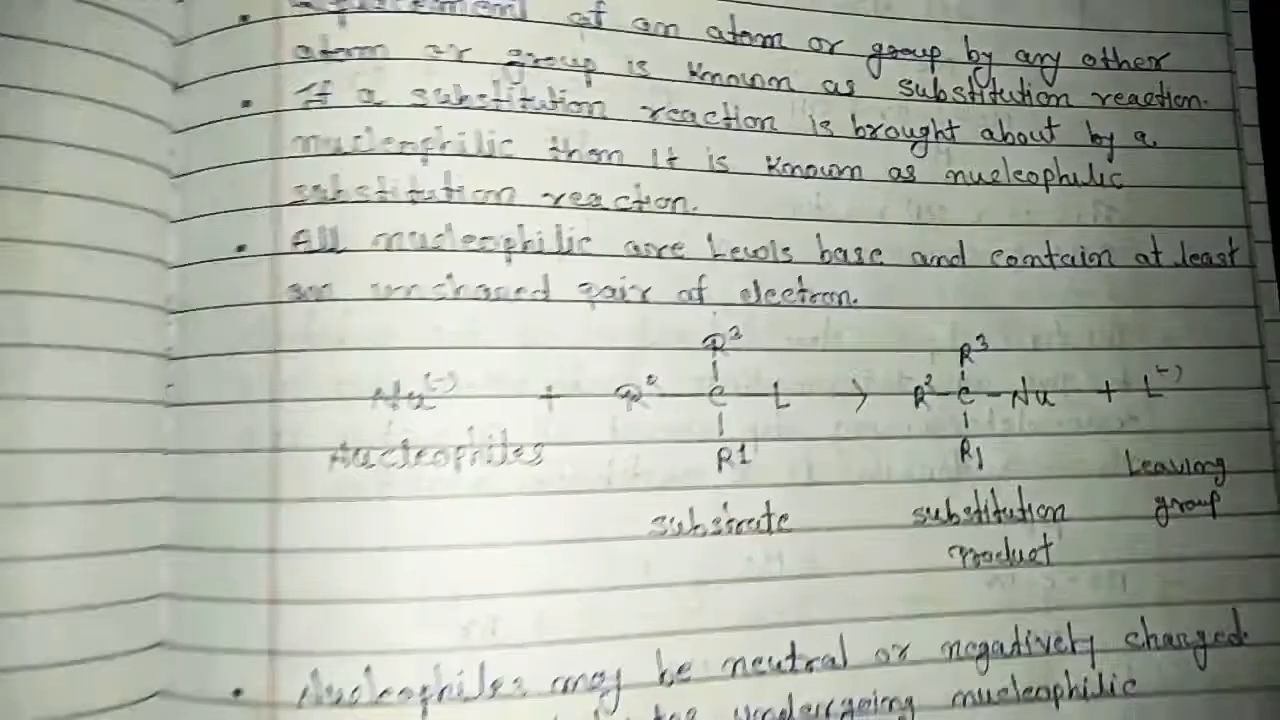 of an atom or group by any other
atom or group is known as substitution reaction.
If a substitution reaction is brought about by a
nucleophilic then it is known as nucleophilic
substitution reaction.
All nucleophilic are Lewis base and contain at least
an unshared pair of electron.
R3 R3
Nu(-) + R2 - C - L → R2 - C - Nu + L(-)
Nucleophiles R1 R1 Leaving
substrate substitution group
product
Nucleophiles may be neutral or negatively charged.
undergoing nucleophilic